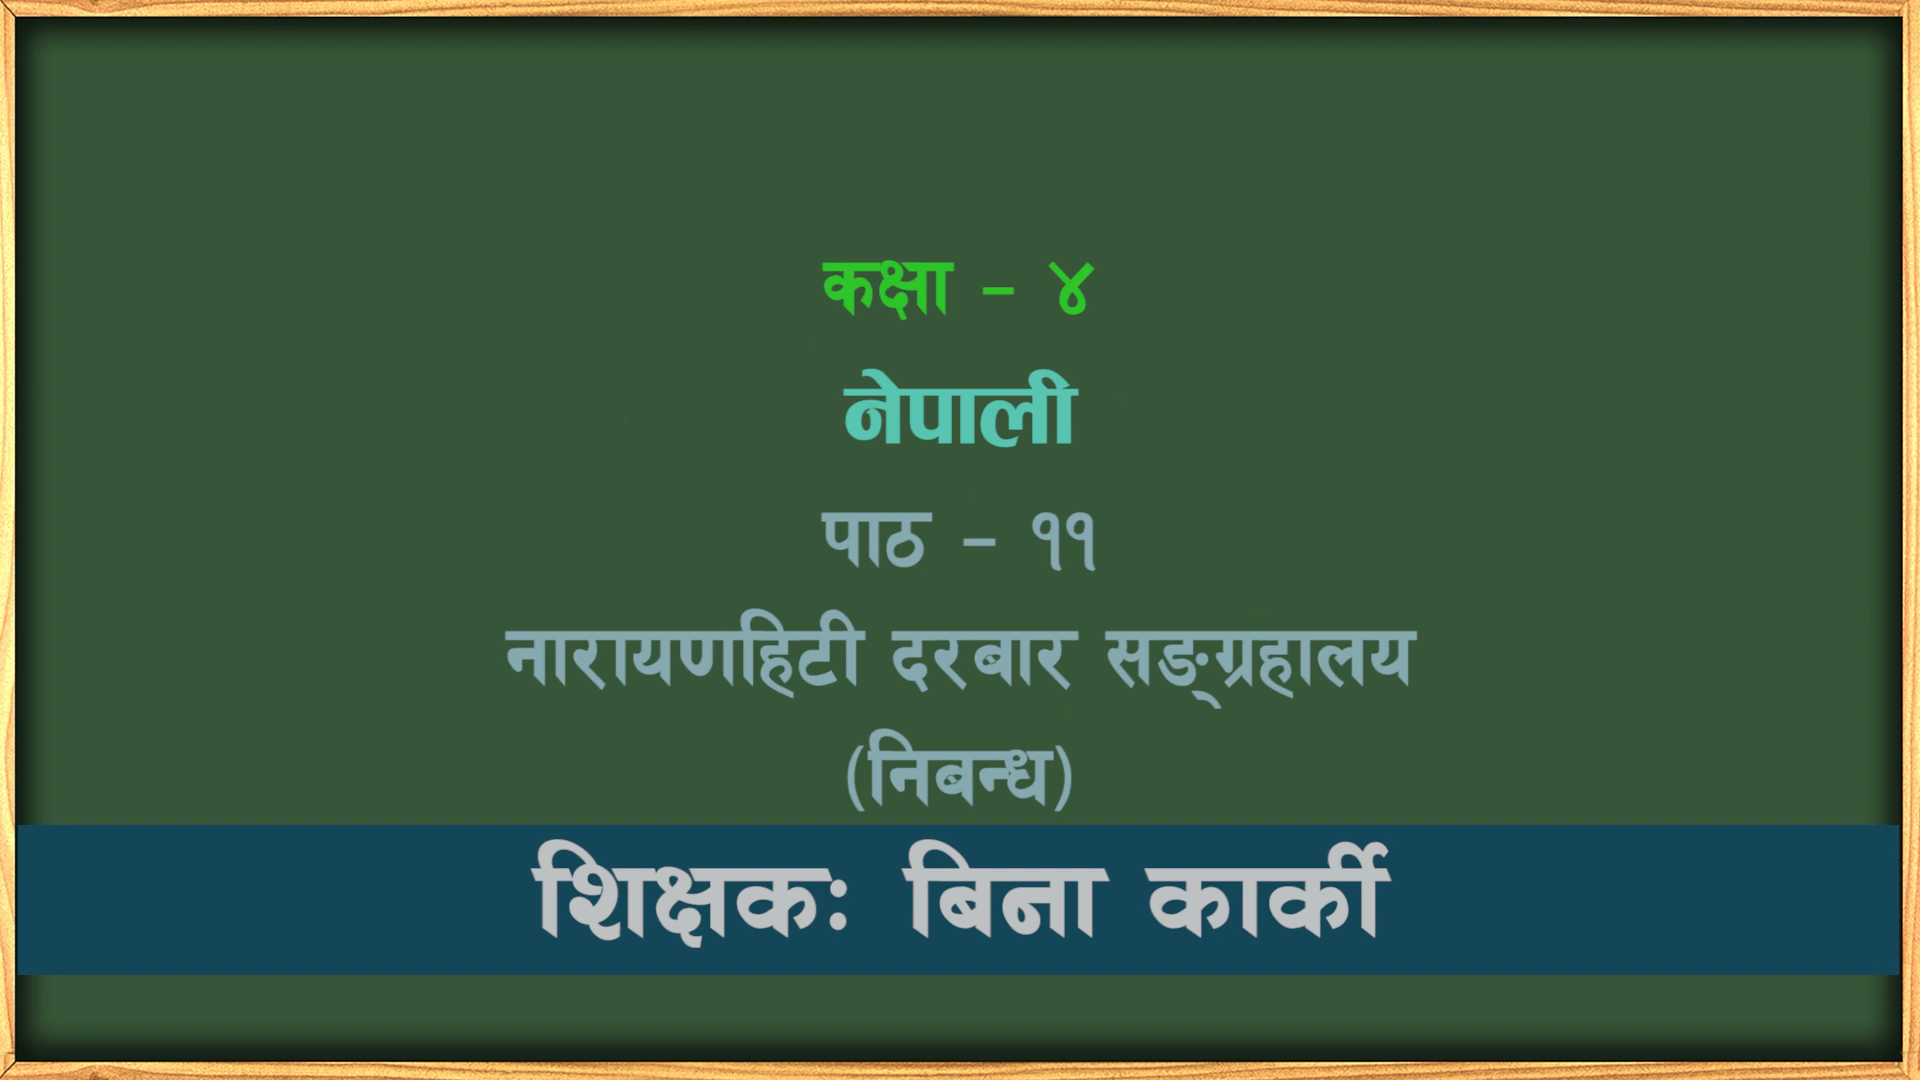 कक्षा - ४
नेपाली
पाठ - ११
नारायणहिटी दरबार सङ्ग्रहालय
(निबन्ध)
शिक्षकः बिना कार्की